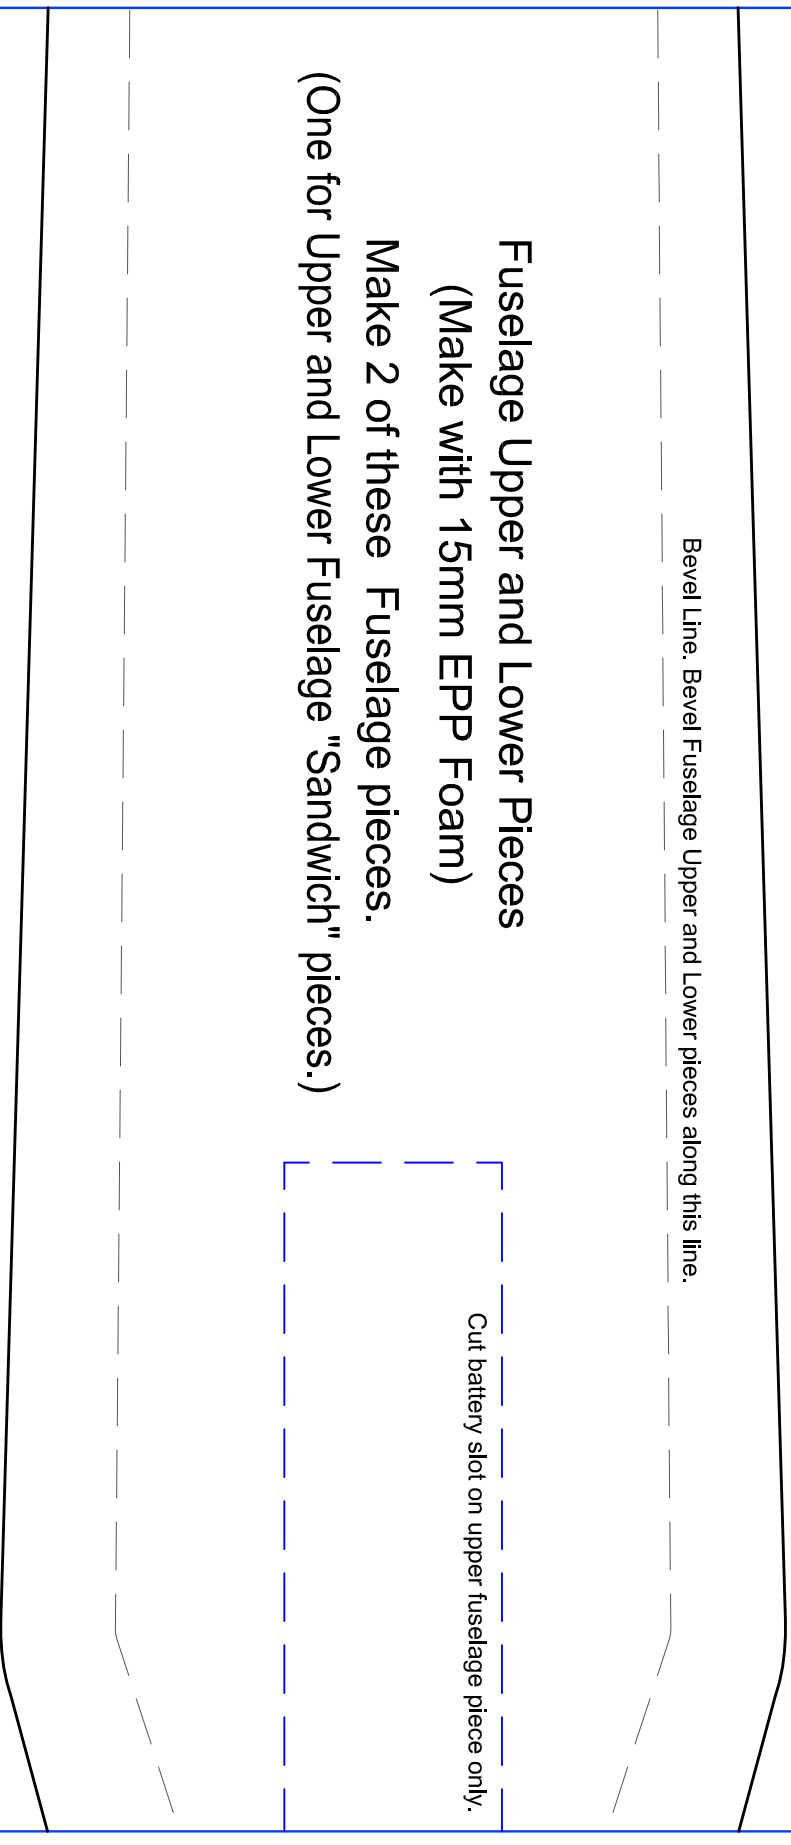 Bevel Line. Bevel Fuselage Upper and Lower pieces along this line.
Fuselage Upper and Lower Pieces
(Make with 15mm EPP Foam)
Make 2 of these  Fuselage pieces.
(One for Upper and Lower Fuselage "Sandwich" pieces.)
Cut battery slot on upper fuselage piece only.